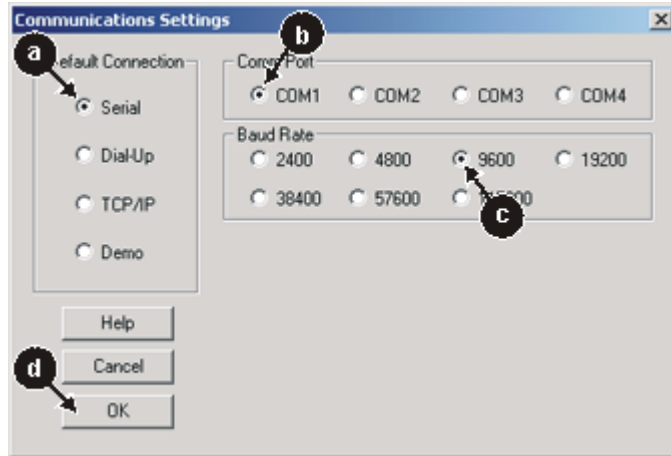 Communications Settings
a
b
Default Connection
Comm Port
Serial
COM1 COM2 COM3 COM4
Baud Rate
Dial-Up
2400 4800 9600 19200
TCP/IP
38400 57600
c
Demo
Help
Cancel
d
OK